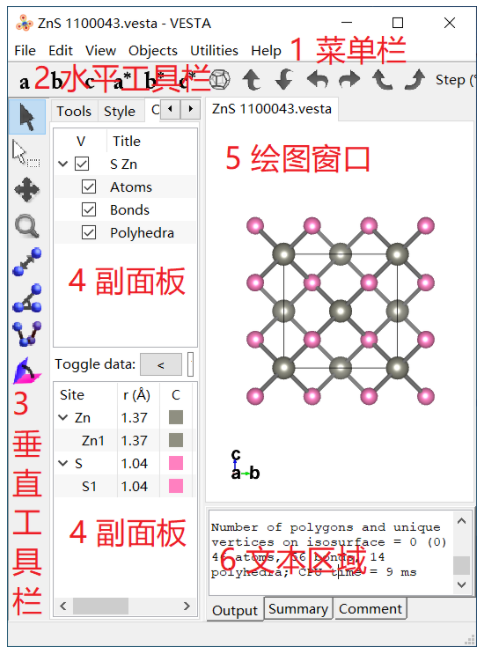 ZnS 1100043.vesta - VESTA
File Edit View Objects Utilities Help
1 菜单栏
a b c a* b* c* Step (
2 水平工具栏
Tools Style
ZnS 1100043.vesta
V Title
S Zn
Atoms
Bonds
Polyhedra
4 副面板
5 绘图窗口
Toggle data: <
Site r (Å) C
Zn 1.37
Zn1 1.37
S 1.04
S1 1.04
3 垂直工具栏
4 副面板
c
a b
Number of polygons and unique
vertices on isosurface = 0 (0)
atoms, bonds, 14
polyhedra; CPU time = 9 ms
6 文本区域
Output Summary Comment